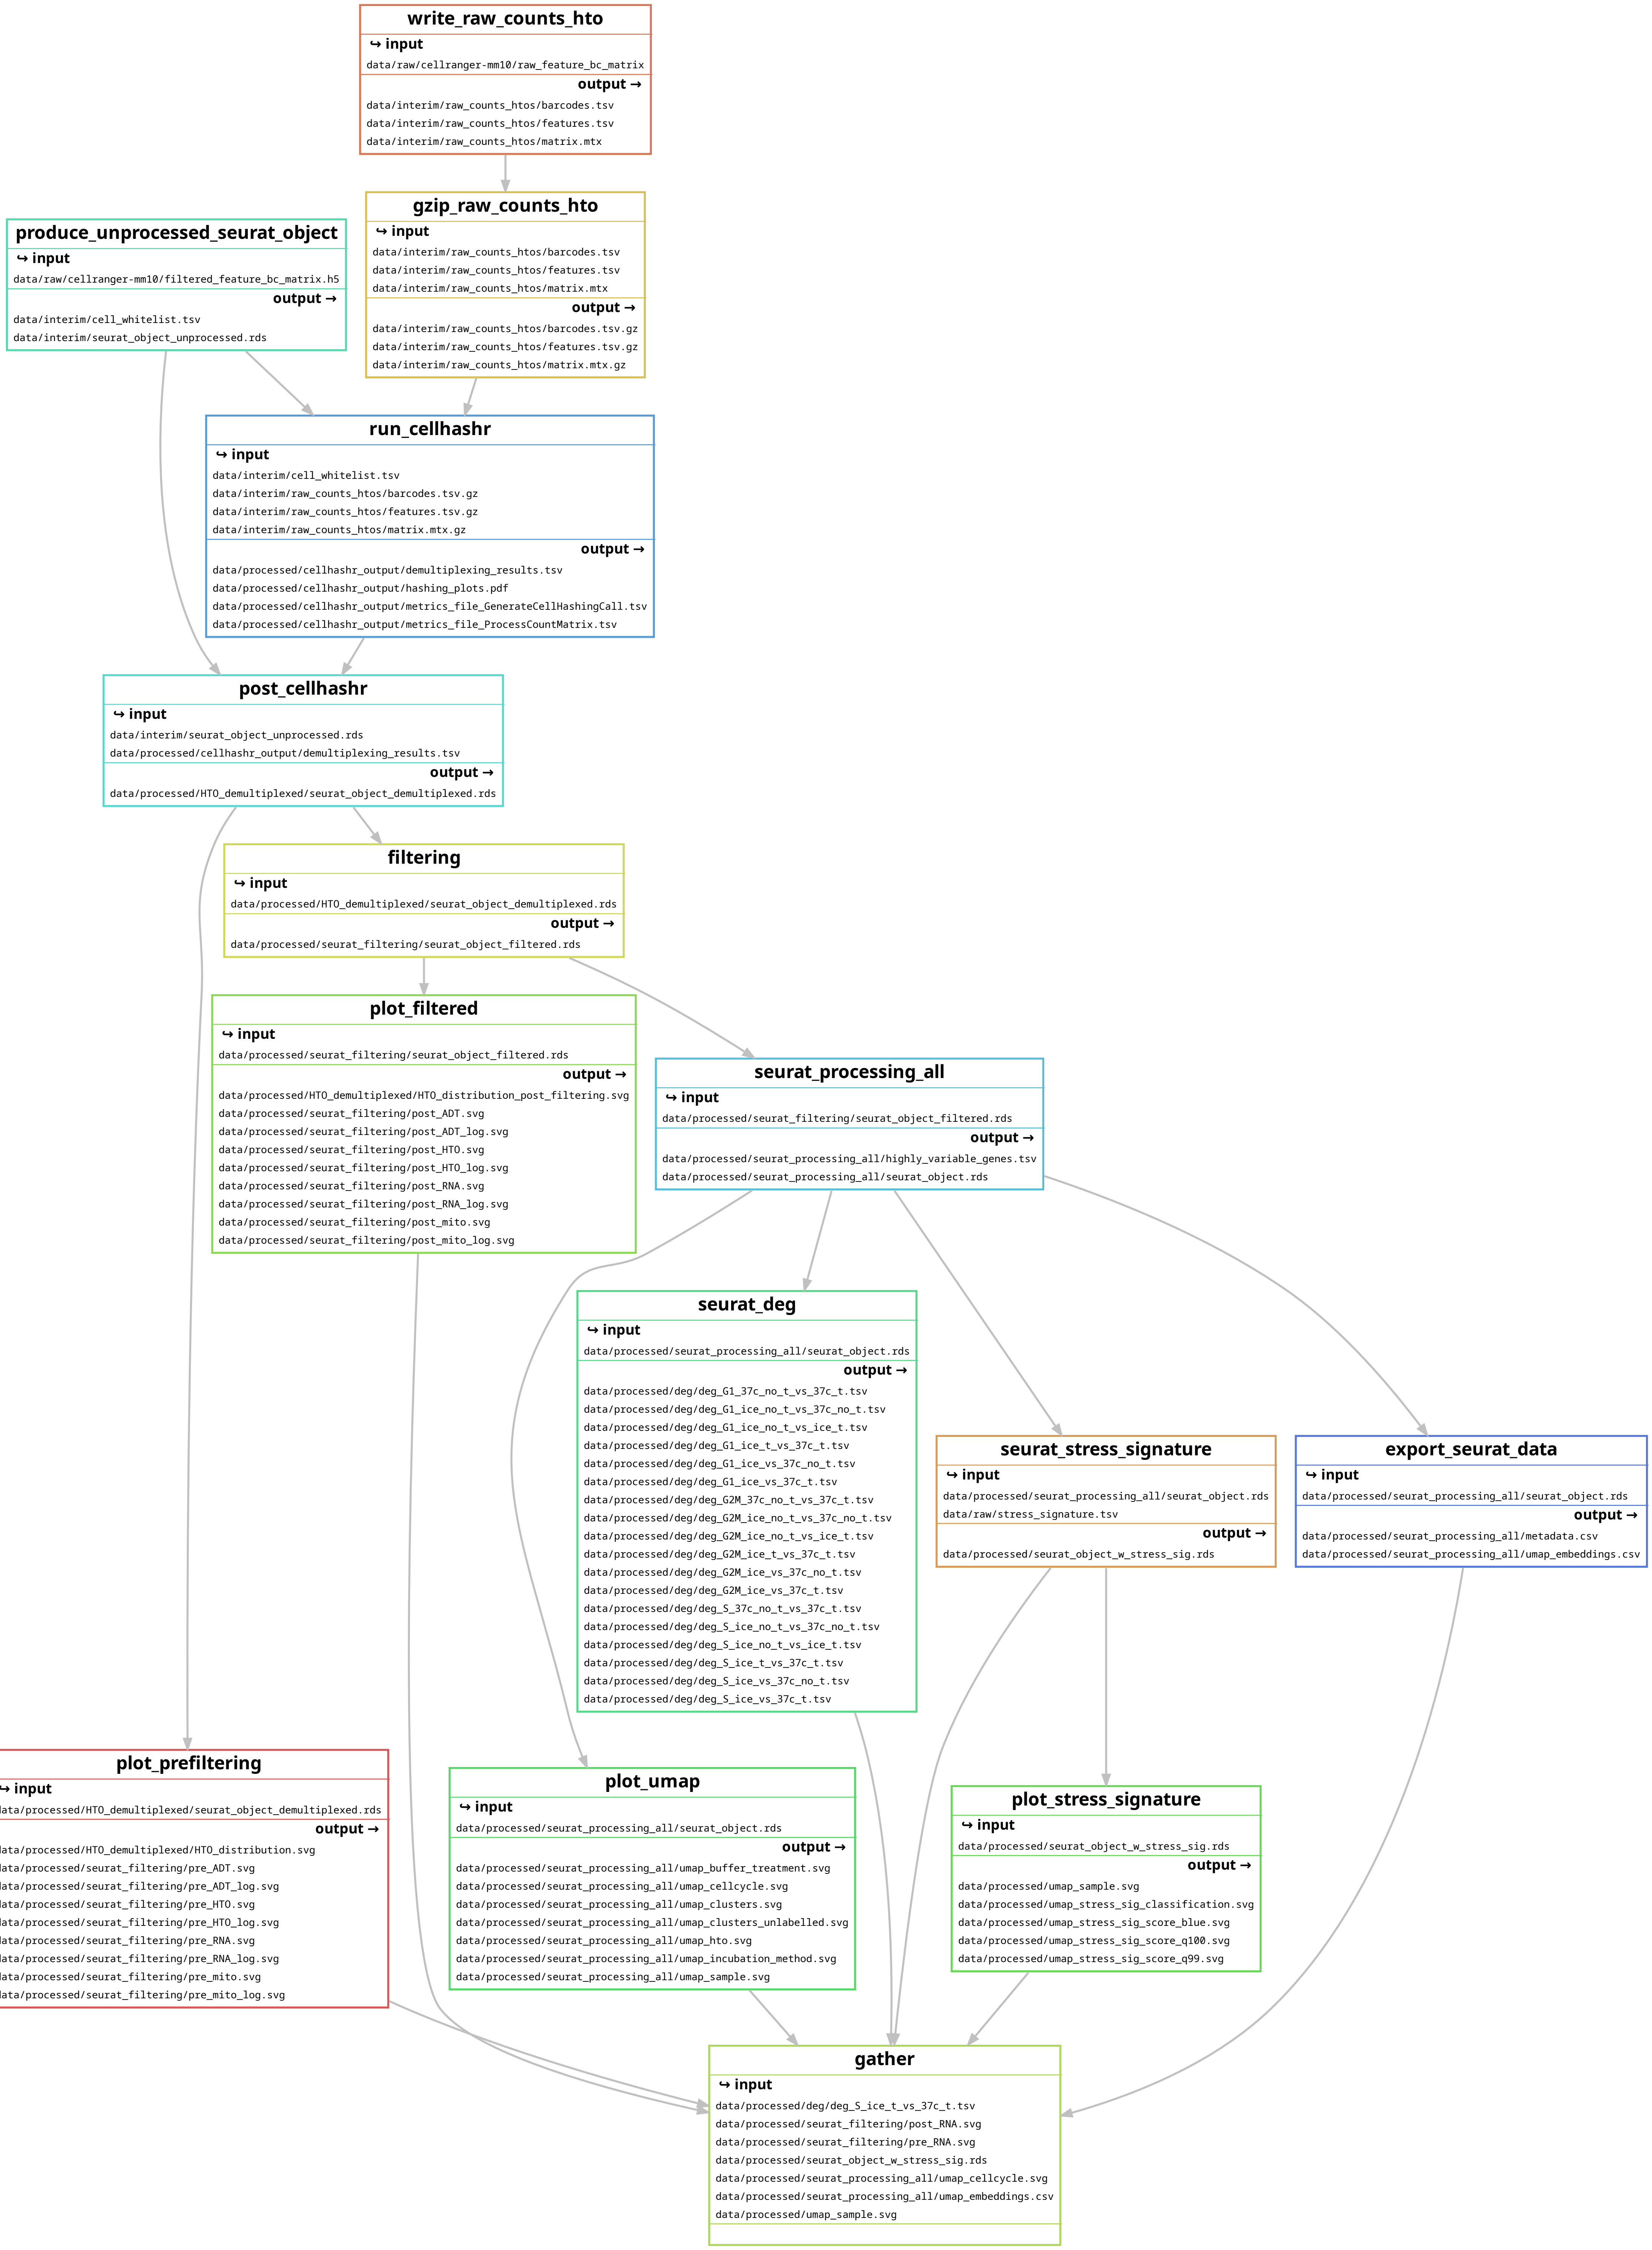 write_raw_counts_hto
↪ input
data/raw/cellranger-mm10/raw_feature_bc_matrix
output →
data/interim/raw_counts_htos/barcodes.tsv
data/interim/raw_counts_htos/features.tsv
data/interim/raw_counts_htos/matrix.mtx
gzip_raw_counts_hto
↪ input
data/interim/raw_counts_htos/barcodes.tsv
data/interim/raw_counts_htos/features.tsv
data/interim/raw_counts_htos/matrix.mtx
output →
data/interim/raw_counts_htos/barcodes.tsv.gz
data/interim/raw_counts_htos/features.tsv.gz
data/interim/raw_counts_htos/matrix.mtx.gz
produce_unprocessed_seurat_object
↪ input
data/raw/cellranger-mm10/filtered_feature_bc_matrix.h5
output →
data/interim/cell_whitelist.tsv
data/interim/seurat_object_unprocessed.rds
run_cellhashr
↪ input
data/interim/cell_whitelist.tsv
data/interim/raw_counts_htos/barcodes.tsv.gz
data/interim/raw_counts_htos/features.tsv.gz
data/interim/raw_counts_htos/matrix.mtx.gz
output →
data/processed/cellhashr_output/demultiplexing_results.tsv
data/processed/cellhashr_output/hashing_plots.pdf
data/processed/cellhashr_output/metrics_file_GenerateCellHashingCall.tsv
data/processed/cellhashr_output/metrics_file_ProcessCountMatrix.tsv
post_cellhashr
↪ input
data/interim/seurat_object_unprocessed.rds
data/processed/cellhashr_output/demultiplexing_results.tsv
output →
data/processed/HTO_demultiplexed/seurat_object_demultiplexed.rds
filtering
↪ input
data/processed/HTO_demultiplexed/seurat_object_demultiplexed.rds
output →
data/processed/seurat_filtering/seurat_object_filtered.rds
plot_filtered
↪ input
data/processed/seurat_filtering/seurat_object_filtered.rds
output →
data/processed/HTO_demultiplexed/HTO_distribution_post_filtering.svg
data/processed/seurat_filtering/post_ADT.svg
data/processed/seurat_filtering/post_ADT_log.svg
data/processed/seurat_filtering/post_HTO.svg
data/processed/seurat_filtering/post_HTO_log.svg
data/processed/seurat_filtering/post_RNA.svg
data/processed/seurat_filtering/post_RNA_log.svg
data/processed/seurat_filtering/post_mito.svg
data/processed/seurat_filtering/post_mito_log.svg
seurat_processing_all
↪ input
data/processed/seurat_filtering/seurat_object_filtered.rds
output →
data/processed/seurat_processing_all/highly_variable_genes.tsv
data/processed/seurat_processing_all/seurat_object.rds
seurat_deg
↪ input
data/processed/seurat_processing_all/seurat_object.rds
output →
data/processed/deg/deg_G1_37c_no_t_vs_37c_t.tsv
data/processed/deg/deg_G1_ice_no_t_vs_37c_no_t.tsv
data/processed/deg/deg_G1_ice_no_t_vs_ice_t.tsv
data/processed/deg/deg_G1_ice_t_vs_37c_t.tsv
data/processed/deg/deg_G1_ice_vs_37c_no_t.tsv
data/processed/deg/deg_G1_ice_vs_37c_t.tsv
data/processed/deg/deg_G2M_37c_no_t_vs_37c_t.tsv
data/processed/deg/deg_G2M_ice_no_t_vs_37c_no_t.tsv
data/processed/deg/deg_G2M_ice_no_t_vs_ice_t.tsv
data/processed/deg/deg_G2M_ice_t_vs_37c_t.tsv
data/processed/deg/deg_G2M_ice_vs_37c_no_t.tsv
data/processed/deg/deg_G2M_ice_vs_37c_t.tsv
data/processed/deg/deg_S_37c_no_t_vs_37c_t.tsv
data/processed/deg/deg_S_ice_no_t_vs_37c_no_t.tsv
data/processed/deg/deg_S_ice_no_t_vs_ice_t.tsv
data/processed/deg/deg_S_ice_t_vs_37c_t.tsv
data/processed/deg/deg_S_ice_vs_37c_no_t.tsv
data/processed/deg/deg_S_ice_vs_37c_t.tsv
seurat_stress_signature
↪ input
data/processed/seurat_processing_all/seurat_object.rds
data/raw/stress_signature.tsv
output →
data/processed/seurat_object_w_stress_sig.rds
export_seurat_data
↪ input
data/processed/seurat_processing_all/seurat_object.rds
output →
data/processed/seurat_processing_all/metadata.csv
data/processed/seurat_processing_all/umap_embeddings.csv
plot_prefiltering
↪ input
data/processed/HTO_demultiplexed/seurat_object_demultiplexed.rds
output →
data/processed/HTO_demultiplexed/HTO_distribution.svg
data/processed/seurat_filtering/pre_ADT.svg
data/processed/seurat_filtering/pre_ADT_log.svg
data/processed/seurat_filtering/pre_HTO.svg
data/processed/seurat_filtering/pre_HTO_log.svg
data/processed/seurat_filtering/pre_RNA.svg
data/processed/seurat_filtering/pre_RNA_log.svg
data/processed/seurat_filtering/pre_mito.svg
data/processed/seurat_filtering/pre_mito_log.svg
plot_umap
↪ input
data/processed/seurat_processing_all/seurat_object.rds
output →
data/processed/seurat_processing_all/umap_buffer_treatment.svg
data/processed/seurat_processing_all/umap_cellcycle.svg
data/processed/seurat_processing_all/umap_clusters.svg
data/processed/seurat_processing_all/umap_clusters_unlabelled.svg
data/processed/seurat_processing_all/umap_hto.svg
data/processed/seurat_processing_all/umap_incubation_method.svg
data/processed/seurat_processing_all/umap_sample.svg
plot_stress_signature
↪ input
data/processed/seurat_object_w_stress_sig.rds
output →
data/processed/umap_sample.svg
data/processed/umap_stress_sig_classification.svg
data/processed/umap_stress_sig_score_blue.svg
data/processed/umap_stress_sig_score_q100.svg
data/processed/umap_stress_sig_score_q99.svg
gather
↪ input
data/processed/deg/deg_S_ice_t_vs_37c_t.tsv
data/processed/seurat_filtering/post_RNA.svg
data/processed/seurat_filtering/pre_RNA.svg
data/processed/seurat_object_w_stress_sig.rds
data/processed/seurat_processing_all/umap_cellcycle.svg
data/processed/seurat_processing_all/umap_embeddings.csv
data/processed/umap_sample.svg